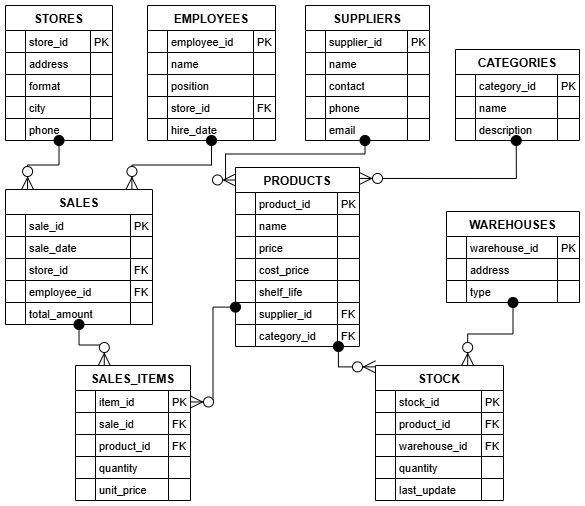 STORES
store_id PK
address
format
city
phone
EMPLOYEES
employee_id PK
name
position
store_id FK
hire_date
SUPPLIERS
supplier_id PK
name
contact
phone
email
CATEGORIES
category_id PK
name
description
SALES
sale_id PK
sale_date
store_id FK
employee_id FK
total_amount
PRODUCTS
product_id PK
name
price
cost_price
shelf_life
supplier_id FK
category_id FK
WAREHOUSES
warehouse_id PK
address
type
SALES_ITEMS
item_id PK
sale_id FK
product_id FK
quantity
unit_price
STOCK
stock_id PK
product_id FK
warehouse_id FK
quantity
last_update